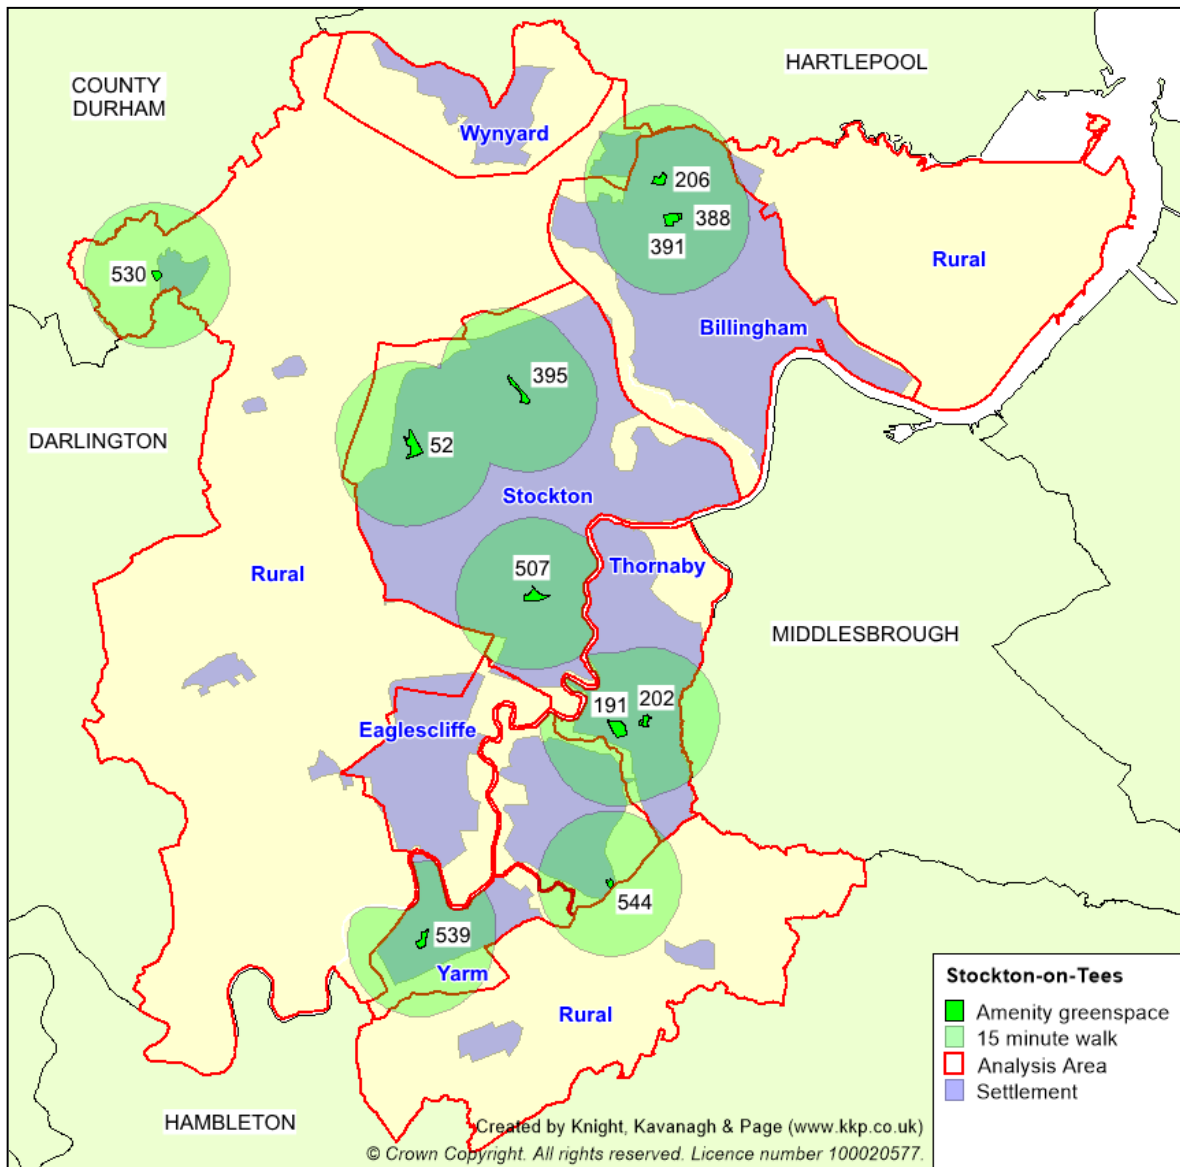 HARTLEPOOL
COUNTY
DURHAM
Wynyard
206
388
391
530
Rural
Billingham
395
DARLINGTON
52
Stockton
507
Thornaby
Rural
MIDDLESBROUGH
191
202
Eaglescliffe
544
539
Yarm
Rural
HAMBLETON
Stockton-on-Tees
Amenity greenspace
15 minute walk
Analysis Area
Settlement
Created by Knight, Kavanagh & Page (www.kkp.co.uk)
© Crown Copyright. All rights reserved. Licence number 100020577.